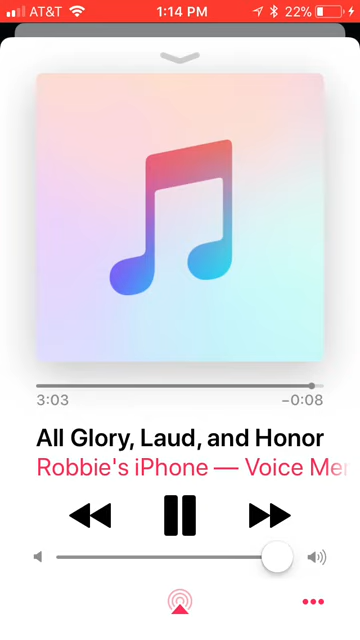 AT&T 1:14 PM 22%
3:03 −0:08
All Glory, Laud, and Honor
Robbie's iPhone — Voice Mer